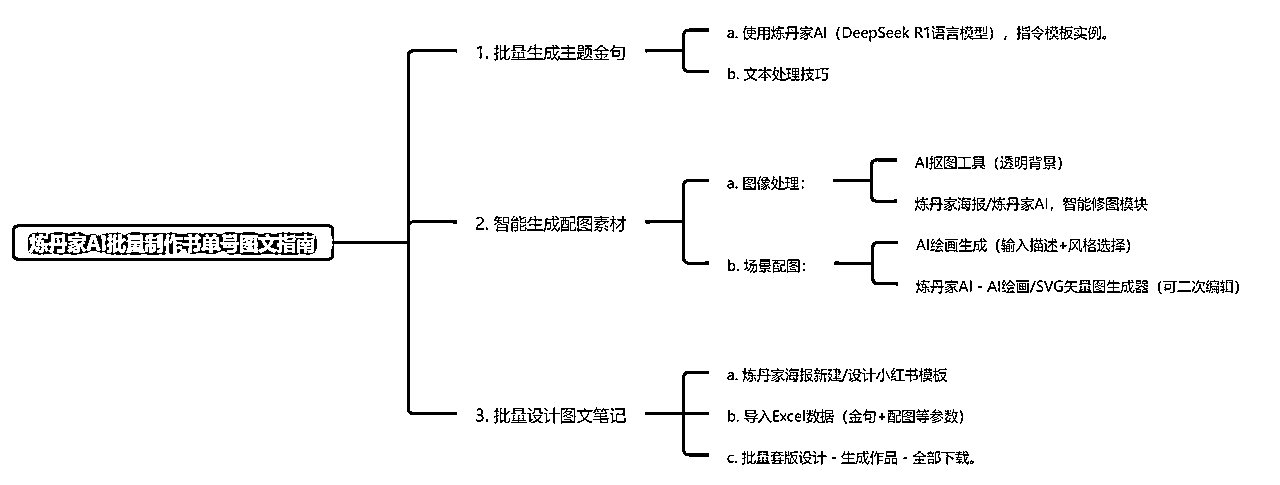 炼丹家AI批量制作书单号图文指南
1. 批量生成主题金句
a. 使用炼丹家AI（DeepSeek R1语言模型），指令模板实例。
b. 文本处理技巧
2. 智能生成配图素材
a. 图像处理：
AI抠图工具（透明背景）
炼丹家海报/炼丹家AI，智能修图模块
b. 场景配图：
AI绘画生成（输入描述+风格选择）
炼丹家AI - AI绘画/SVG矢量图生成器（可二次编辑）
3. 批量设计图文笔记
a. 炼丹家海报新建/设计小红书模板
b. 导入Excel数据（金句+配图等参数）
c. 批量套版设计 - 生成作品 - 全部下载。